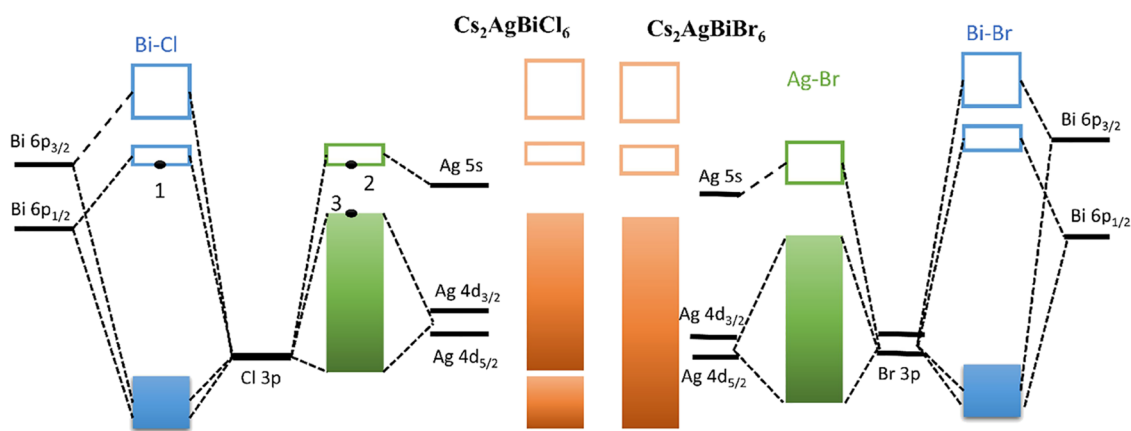 Cs₂AgBiCl₆
Cs₂AgBiBr₆
Bi-Cl
Bi-Br
Ag-Br
Bi 6p₃/₂
Bi 6p₁/₂
1
2
3
Ag 5s
Ag 4d₃/₂
Ag 4d₅/₂
Cl 3p
Ag 5s
Ag 4d₃/₂
Ag 4d₅/₂
Br 3p
Bi 6p₃/₂
Bi 6p₁/₂